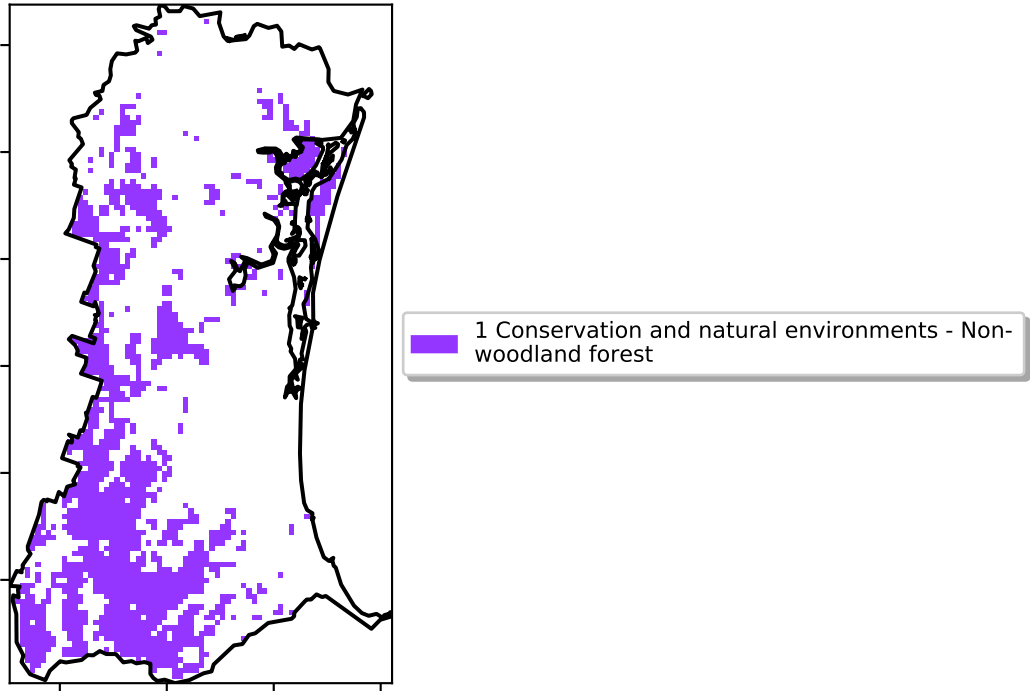 1 Conservation and natural environments - Non-
woodland forest